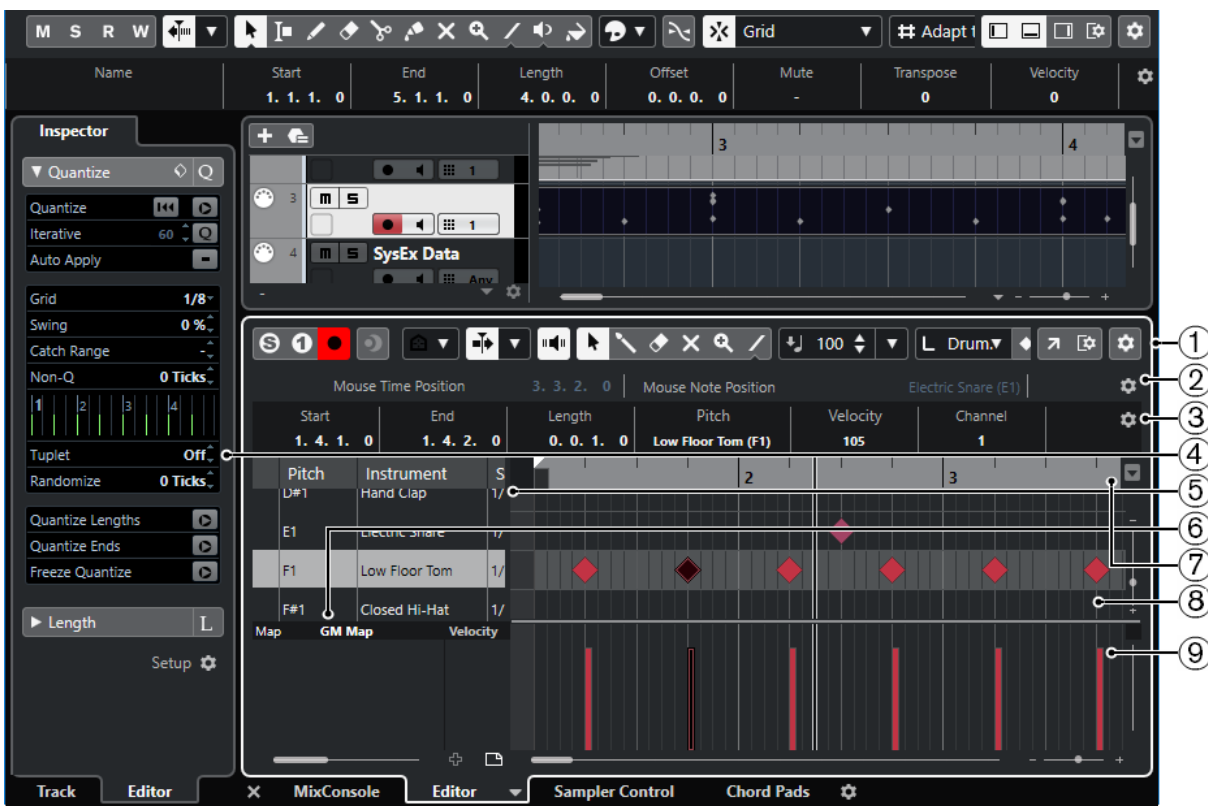 M S R W Grid Adapt t
Name Start End Length Offset Mute Transpose Velocity
1. 1. 1. 0 5. 1. 1. 0 4. 0. 0. 0 0. 0. 0. 0 - 0 0
Inspector
Quantize Q
Quantize
Iterative 60 Q
Auto Apply
Grid 1/8
Swing 0 %
Catch Range -
Non-Q 0 Ticks
1 2 3 4
Tuplet Off
Randomize 0 Ticks
Quantize Lengths
Quantize Ends
Freeze Quantize
Length L
Setup
3 4
1
3 m S
1
4 m S SysEx Data
Any
S 1 100 L Drum
Mouse Time Position 3. 3. 2. 0 Mouse Note Position Electric Snare (E1)
Start End Length Pitch Velocity Channel
1. 4. 1. 0 1. 4. 2. 0 0. 0. 1. 0 Low Floor Tom (F1) 105 1
Pitch Instrument S 2 3
D#1 Hand Clap 1/
E1 Electric Snare 1/
F1 Low Floor Tom 1/
F#1 Closed Hi-Hat 1/
Map GM Map Velocity
1
2
3
4
5
6
7
8
9
Track Editor MixConsole Editor Sampler Control Chord Pads